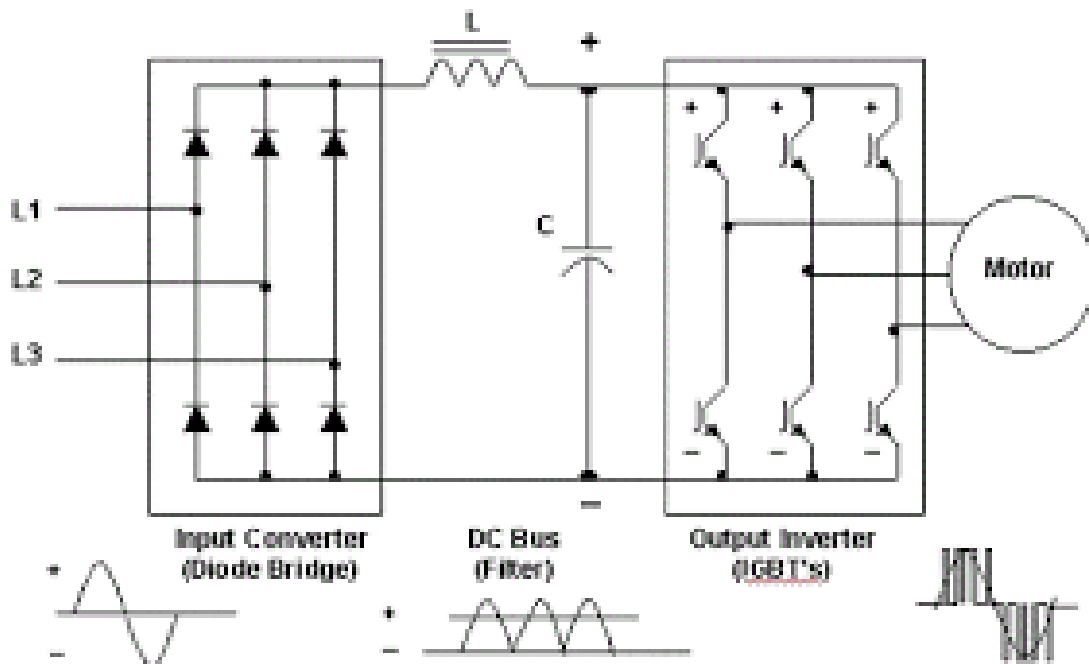 L
+
+ + +
L1
C
L2
Motor
L3
− − −
−
Input Converter
(Diode Bridge)
DC Bus
(Filter)
Output Inverter
(IGBT's)
+
−
+
−